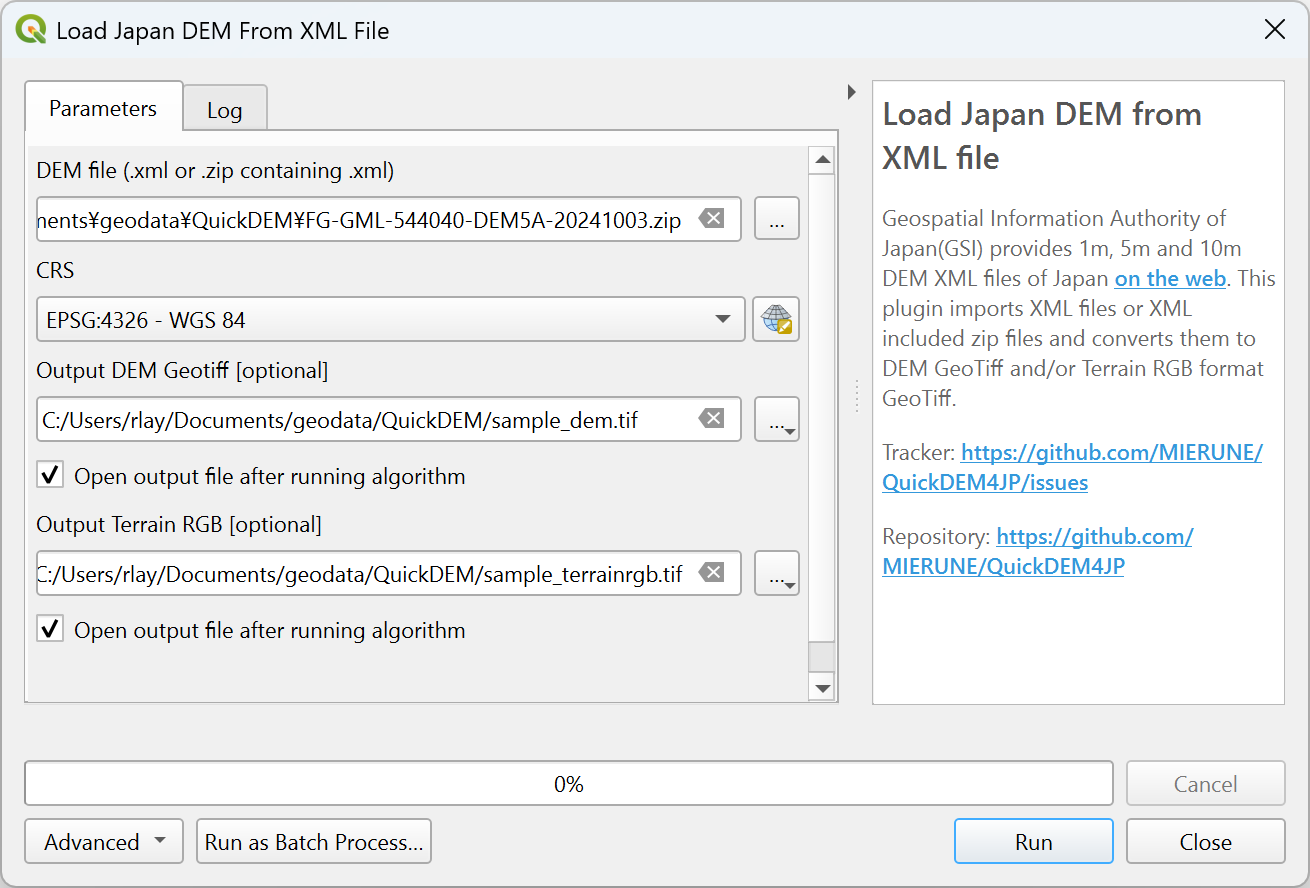 Load Japan DEM From XML File
Parameters
Log
DEM file (.xml or .zip containing .xml)
nents¥geodata¥QuickDEM¥FG-GML-544040-DEM5A-20241003.zip
...
CRS
EPSG:4326 - WGS 84
Output DEM Geotiff [optional]
C:/Users/rlay/Documents/geodata/QuickDEM/sample_dem.tif
...
Open output file after running algorithm
Output Terrain RGB [optional]
C:/Users/rlay/Documents/geodata/QuickDEM/sample_terrainrgb.tif
...
Open output file after running algorithm
Load Japan DEM from
XML file
Geospatial Information Authority of
Japan(GSI) provides 1m, 5m and 10m
DEM XML files of Japan on the web. This
plugin imports XML files or XML
included zip files and converts them to
DEM GeoTiff and/or Terrain RGB format
GeoTiff.
Tracker: https://github.com/MIERUNE/
QuickDEM4JP/issues
Repository: https://github.com/
MIERUNE/QuickDEM4JP
0%
Cancel
Advanced
Run as Batch Process...
Run
Close